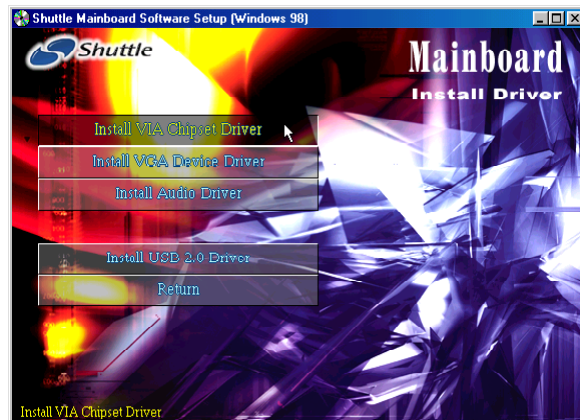 Shuttle Mainboard Software Setup (Windows 98)
Shuttle
Mainboard
Install Driver
Install VIA Chipset Driver
Install VGA Device Driver
Install Audio Driver
Install USB 2.0 Driver
Return
Install VIA Chipset Driver